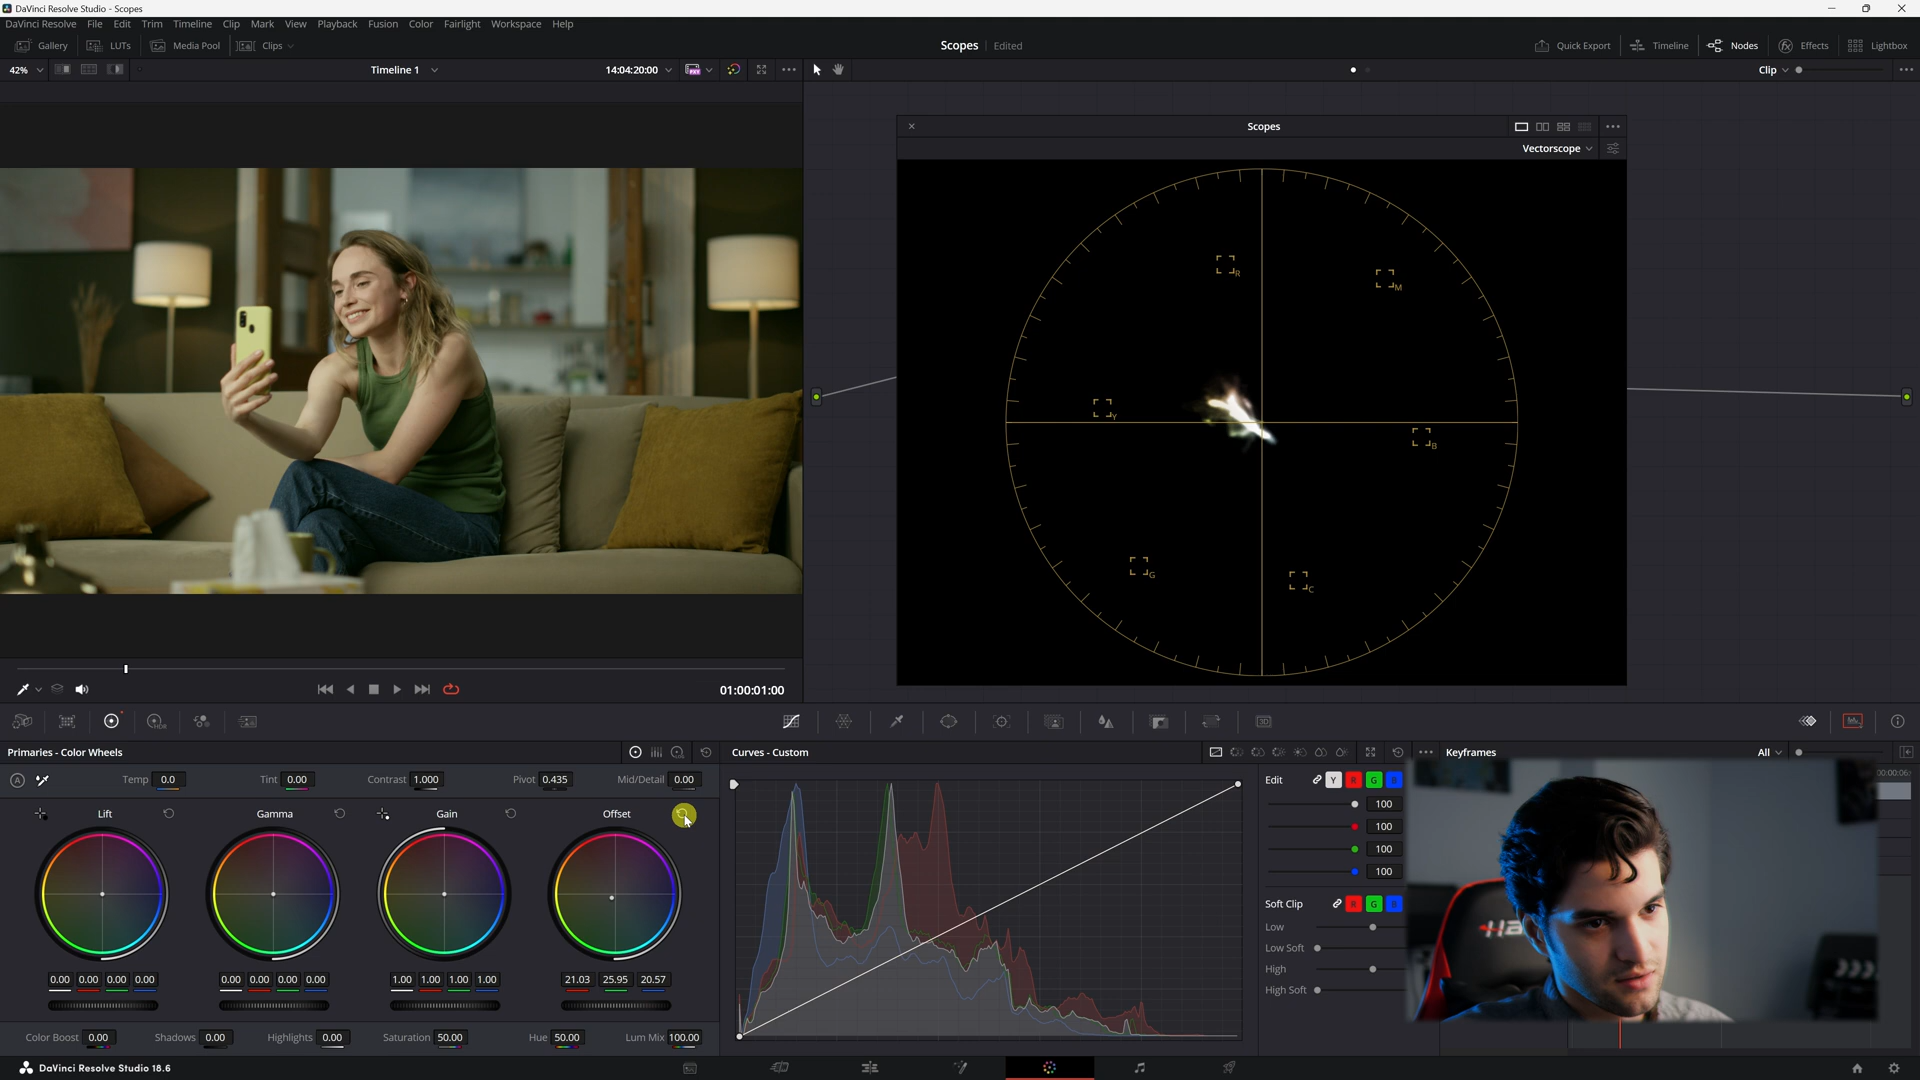 DaVinci Resolve Studio - Scopes
DaVinci Resolve File Edit Trim Timeline Clip Mark View Playback Fusion Color Fairlight Workspace Help
Gallery LUTs Media Pool Clips Scopes Edited Quick Export Timeline Nodes Effects Lightbox
42% Timeline 1 14:04:20:00 Clip
Scopes
Vectorscope
R
M
Y
B
G
C
01:00:01:00
Primaries - Color Wheels Curves - Custom Keyframes All
Temp 0.0 Tint 0.00 Contrast 1.000 Pivot 0.435 Mid/Detail 0.00
Lift Gamma Gain Offset
0.00 0.00 0.00 0.00 0.00 0.00 0.00 0.00 1.00 1.00 1.00 1.00 21.03 25.95 20.57
Color Boost 0.00 Shadows 0.00 Highlights 0.00 Saturation 50.00 Hue 50.00 Lum Mix 100.00
Edit Y R G B
100
100
100
100
Soft Clip R G B
Low
Low Soft
High
High Soft
DaVinci Resolve Studio 18.6